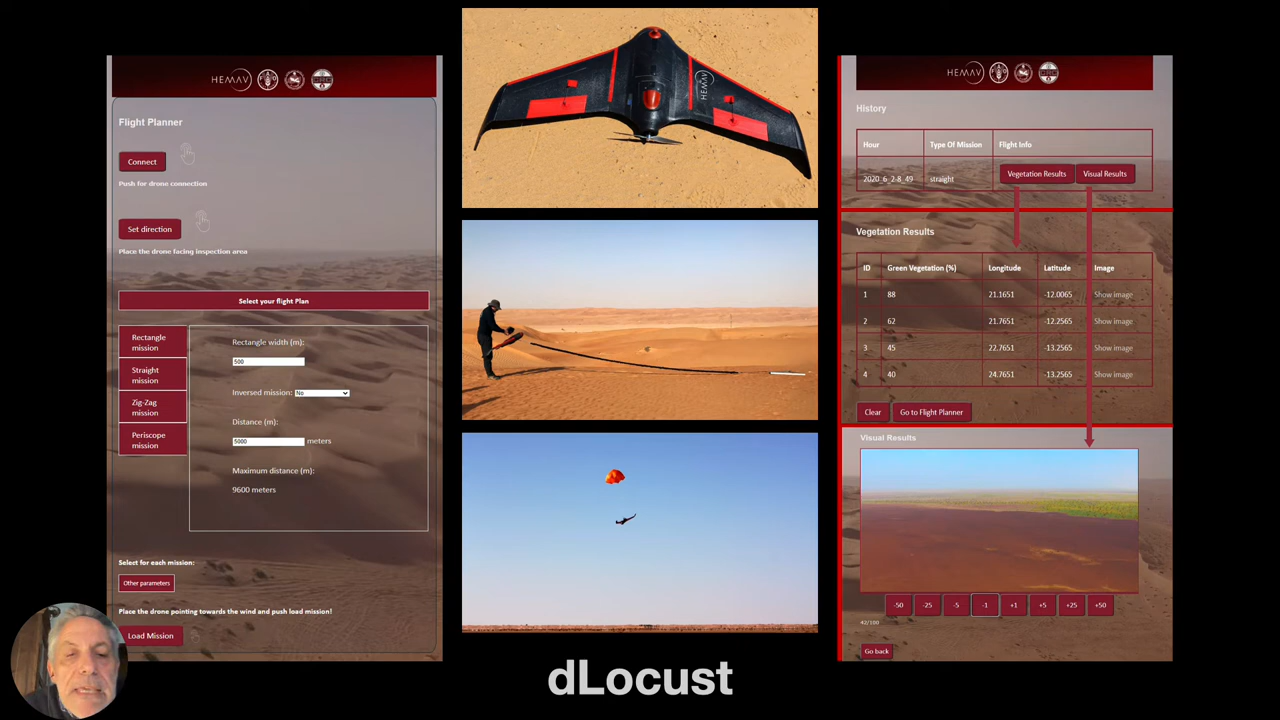 HEMAV
Flight Planner
Connect
Push for drone connection
Set direction
Place the drone facing inspection area
Select your flight Plan
Rectangle
mission
Straight
mission
Zig-Zag
mission
Periscope
mission
Rectangle width (m):
500
Inversed mission: No
Distance (m):
5000 meters
Maximum distance (m):
9600 meters
Select for each mission:
Other parameters
Place the drone pointing towards the wind and push load mission!
Load Mission
HEMAV
HEMAV
History
Hour Type Of Mission Flight Info
2020_6_2-8_49 straight Vegetation Results Visual Results
Vegetation Results
ID Green Vegetation (%) Longitude Latitude Image
1 88 21.1651 -12.0065 Show image
2 62 21.7651 -12.2565 Show image
3 45 22.7651 -13.2565 Show image
4 40 24.7651 -13.2565 Show image
Clear Go to Flight Planner
Visual Results
-50 -25 -5 -1 +1 +5 +25 +50
42/100
Go back
dLocust